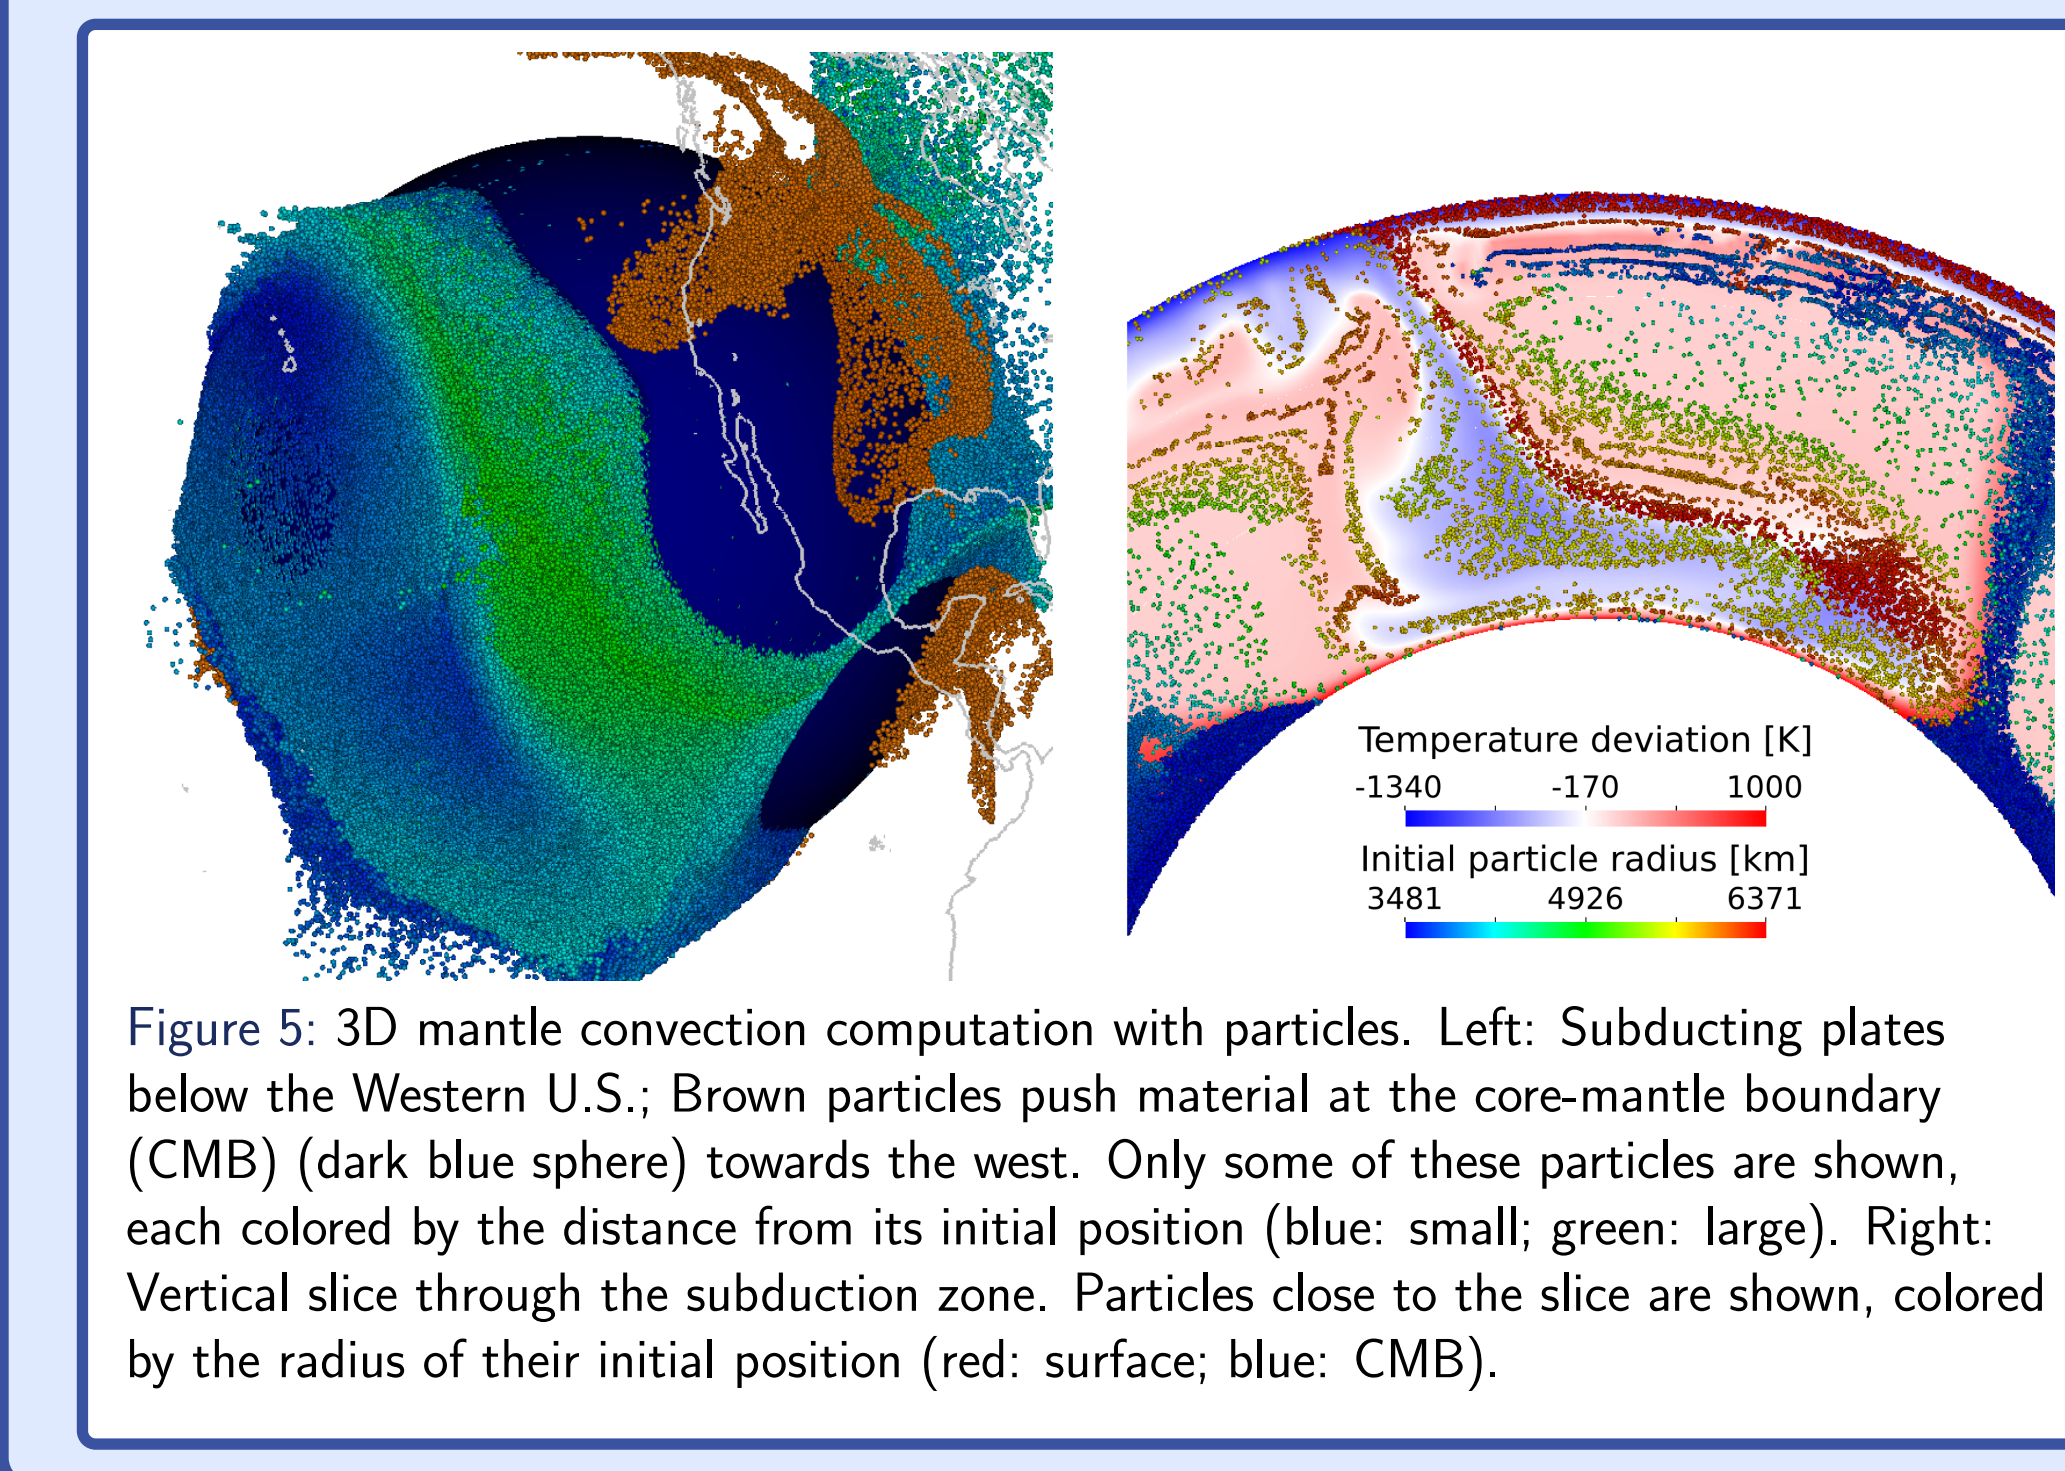 Temperature deviation [K]
-1340 -170 1000
Initial particle radius [km]
3481 4926 6371
Figure 5: 3D mantle convection computation with particles. Left: Subducting plates
below the Western U.S.; Brown particles push material at the core-mantle boundary
(CMB) (dark blue sphere) towards the west. Only some of these particles are shown,
each colored by the distance from its initial position (blue: small; green: large). Right:
Vertical slice through the subduction zone. Particles close to the slice are shown, colored
by the radius of their initial position (red: surface; blue: CMB).